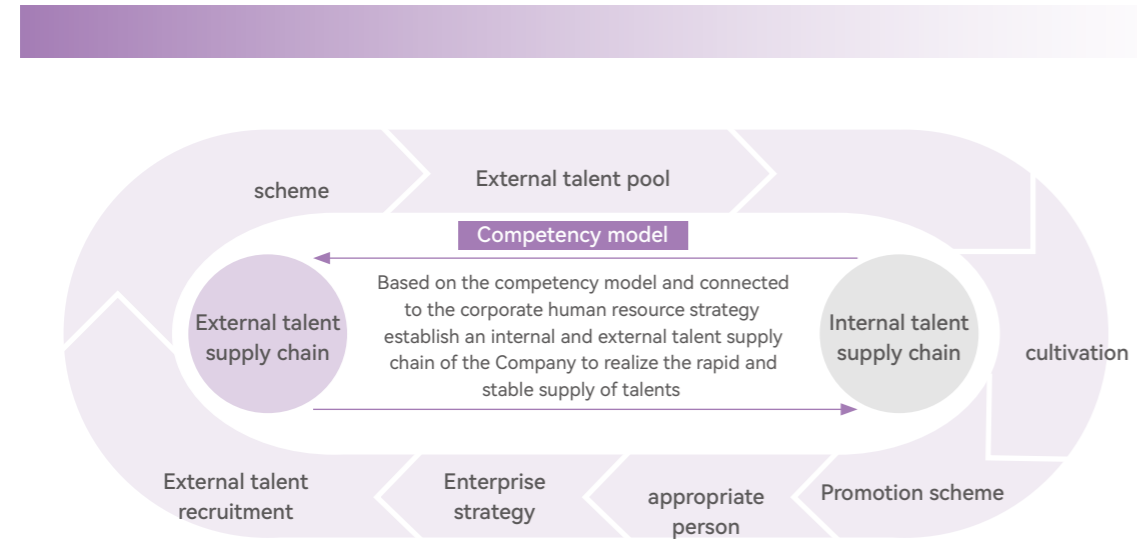 scheme
External talent pool
Competency model
Based on the competency model and connected
to the corporate human resource strategy
establish an internal and external talent supply
chain of the Company to realize the rapid and
stable supply of talents
External talent
supply chain
Internal talent
supply chain
cultivation
External talent
recruitment
Enterprise
strategy
appropriate
person
Promotion scheme